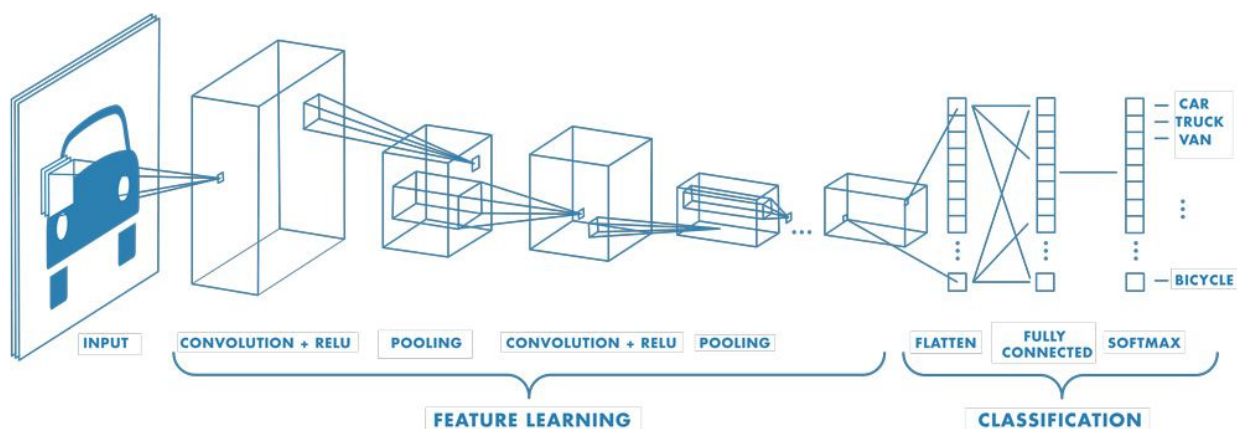 CAR
TRUCK
VAN
BICYCLE
INPUT
CONVOLUTION + RELU
POOLING
CONVOLUTION + RELU
POOLING
FLATTEN
FULLY
CONNECTED
SOFTMAX
FEATURE LEARNING
CLASSIFICATION